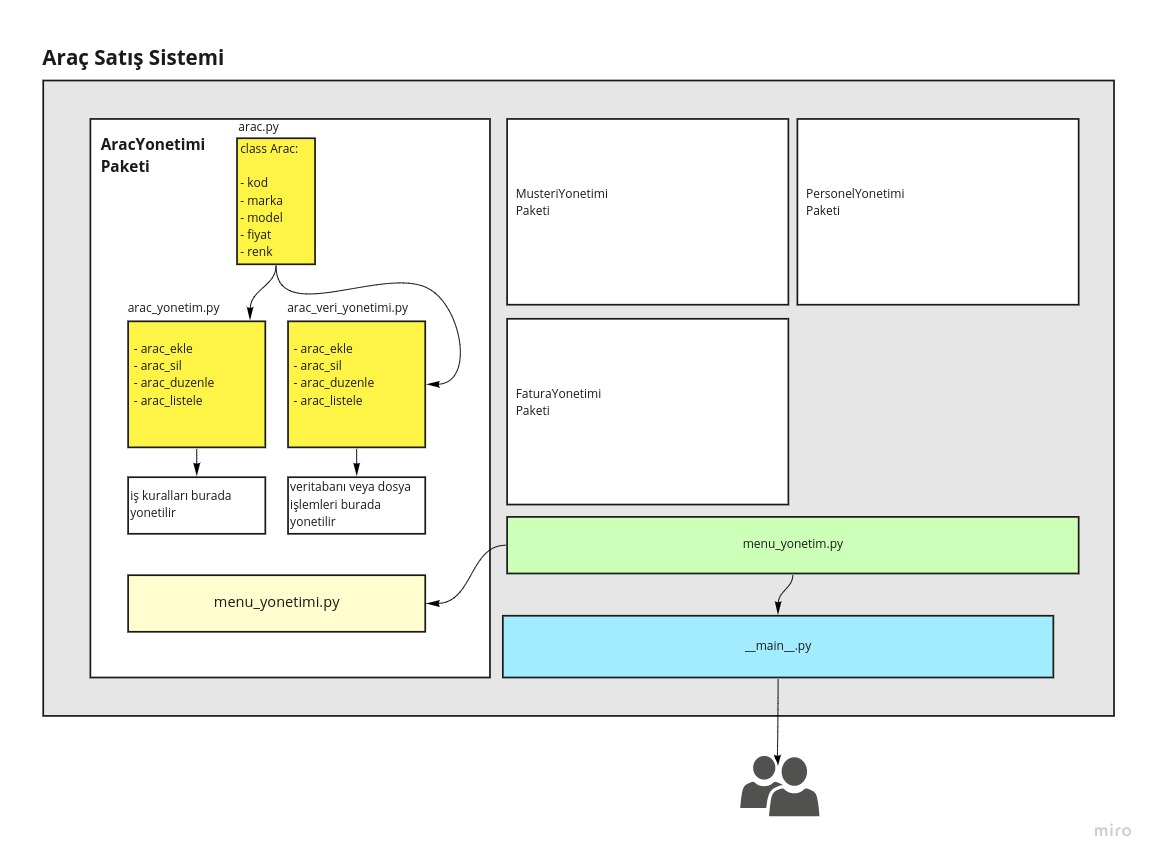 Araç Satış Sistemi
AracYonetimi
Paketi
arac.py
class Arac:
- kod
- marka
- model
- fiyat
- renk
arac_yonetim.py
- arac_ekle
- arac_sil
- arac_duzenle
- arac_listele
iş kuralları burada
yonetilir
arac_veri_yonetimi.py
- arac_ekle
- arac_sil
- arac_duzenle
- arac_listele
veritabanı veya dosya
işlemleri burada
yonetilir
menu_yonetimi.py
MusteriYonetimi
Paketi
PersonelYonetimi
Paketi
FaturaYonetimi
Paketi
menu_yonetim.py
__main__.py
miro